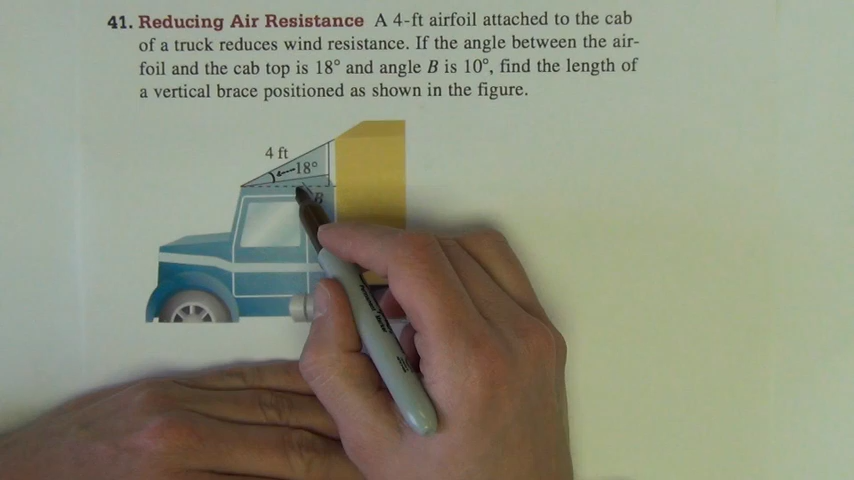 41. Reducing Air Resistance A 4-ft airfoil attached to the cab
of a truck reduces wind resistance. If the angle between the air-
foil and the cab top is 18° and angle B is 10°, find the length of
a vertical brace positioned as shown in the figure.
4 ft
18°
B